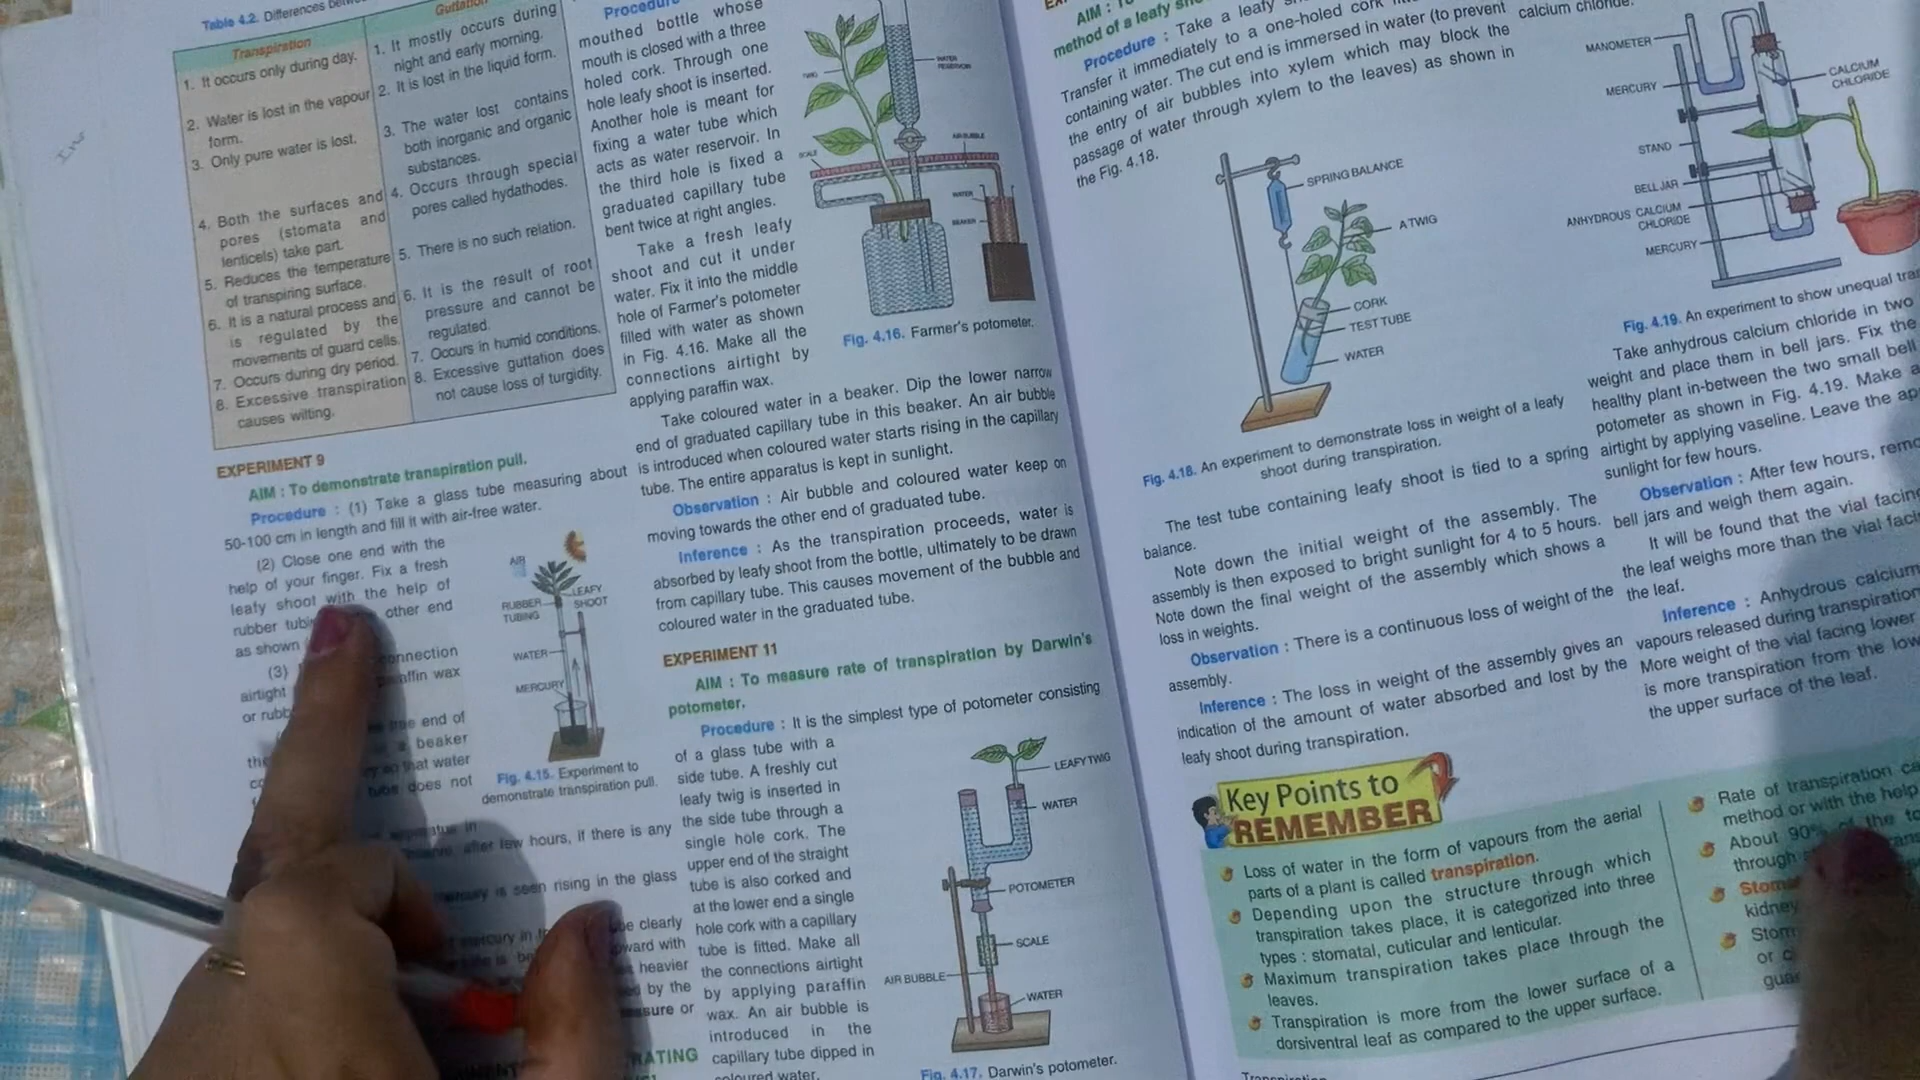 Table 4.2. Differences
Transpiration
1. It occurs only during day.
2. Water is lost in the vapour
form.
3. Only pure water is lost.
4. Both the surfaces and
pores (stomata and
lenticels) take part.
5. Reduces the temperature
of transpiring surface.
6. It is a natural process and
is regulated by the
movements of guard cells.
7. Occurs during dry period.
8. Excessive transpiration
causes wilting.
Guttation
1. It mostly occurs during
night and early morning.
2. It is lost in the liquid form.
3. The water lost contains
both inorganic and organic
substances.
4. Occurs through special
pores called hydathodes.
5. There is no such relation.
6. It is the result of root
pressure and cannot be
regulated.
7. Occurs in humid conditions.
8. Excessive guttation does
not cause loss of turgidity.
EXPERIMENT 9
AIM : To demonstrate transpiration pull.
Procedure : (1) Take a glass tube measuring about
50-100 cm in length and fill it with air-free water.
(2) Close one end with the
help of your finger. Fix a fresh
leafy shoot with the help of
rubber other end
as shown
(3) connection
airtight paraffin wax
or
end of
the a beaker
so that water
tube does not
AIR
LEAFY
SHOOT
RUBBER
TUBING
WATER
MERCURY
Fig. 4.15. Experiment to
demonstrate transpiration pull.
after few hours, if there is any
mercury is seen rising in the glass
mercury in be clearly
with
heavier
by the
or
Procedure
mouthed bottle whose
mouth is closed with a three
holed cork. Through one
hole leafy shoot is inserted.
Another hole is meant for
fixing a water tube which
acts as water reservoir. In
the third hole is fixed a
graduated capillary tube
bent twice at right angles.
Take a fresh leafy
shoot and cut it under
water. Fix it into the middle
hole of Farmer's potometer
filled with water as shown
in Fig. 4.16. Make all the
connections airtight by
applying paraffin wax.
TWIG
WATER
RESERVOIR
AIR BUBBLE
SCALE
WATER
BEAKER
Fig. 4.16. Farmer's potometer.
Take coloured water in a beaker. Dip the lower narrow
end of graduated capillary tube in this beaker. An air bubble
is introduced when coloured water starts rising in the capillary
tube. The entire apparatus is kept in sunlight.
Observation : Air bubble and coloured water keep on
moving towards the other end of graduated tube.
Inference : As the transpiration proceeds, water is
absorbed by leafy shoot from the bottle, ultimately to be drawn
from capillary tube. This causes movement of the bubble and
coloured water in the graduated tube.
EXPERIMENT 11
AIM : To measure rate of transpiration by Darwin's
potometer.
Procedure : It is the simplest type of potometer consisting
of a glass tube with a
side tube. A freshly cut
leafy twig is inserted in
the side tube through a
single hole cork. The
upper end of the straight
tube is also corked and
at the lower end a single
hole cork with a capillary
tube is fitted. Make all
the connections airtight
by applying paraffin
wax. An air bubble is
introduced in the
capillary tube dipped in
coloured water.
LEAFY TWIG
WATER
POTOMETER
SCALE
AIR BUBBLE
WATER
Fig. 4.17. Darwin's potometer.
AIM :
method of a leafy
Procedure : Take a leafy
Transfer it immediately to a one-holed cork
containing water. The cut end is immersed in water (to prevent
the entry of air bubbles into xylem which may block the
passage of water through xylem to the leaves) as shown in
the Fig. 4.18.
SPRING BALANCE
A TWIG
CORK
TEST TUBE
WATER
Fig. 4.18. An experiment to demonstrate loss in weight of a leafy
shoot during transpiration.
The test tube containing leafy shoot is tied to a spring
balance.
Note down the initial weight of the assembly. The
assembly is then exposed to bright sunlight for 4 to 5 hours.
Note down the final weight of the assembly which shows a
loss in weights.
Observation : There is a continuous loss of weight of the
assembly.
Inference : The loss in weight of the assembly gives an
indication of the amount of water absorbed and lost by the
leafy shoot during transpiration.
calcium chloride.
MANOMETER
MERCURY
CALCIUM
CHLORIDE
STAND
BELL JAR
ANHYDROUS CALCIUM
CHLORIDE
MERCURY
Fig. 4.19. An experiment to show unequal
Take anhydrous calcium chloride in two
weight and place them in bell jars. Fix the
healthy plant in-between the two small bell
potometer as shown in Fig. 4.19. Make
airtight by applying vaseline. Leave the
sunlight for few hours.
Observation : After few hours,
bell jars and weigh them again.
It will be found that the vial facing
the leaf weighs more than the vial
the leaf.
Inference : Anhydrous calcium
vapours released during transpiration
More weight of the vial facing lower
is more transpiration from the
the upper surface of the leaf.
Key Points to
REMEMBER
Loss of water in the form of vapours from the aerial
parts of a plant is called transpiration.
Depending upon the structure through which
transpiration takes place, it is categorized into three
types : stomatal, cuticular and lenticular.
Maximum transpiration takes place through the
leaves.
Transpiration is more from the lower surface of a
dorsiventral leaf as compared to the upper surface.
Rate of transpiration
method or with the help
About 90% of the
through
kidney
or
Transpiration